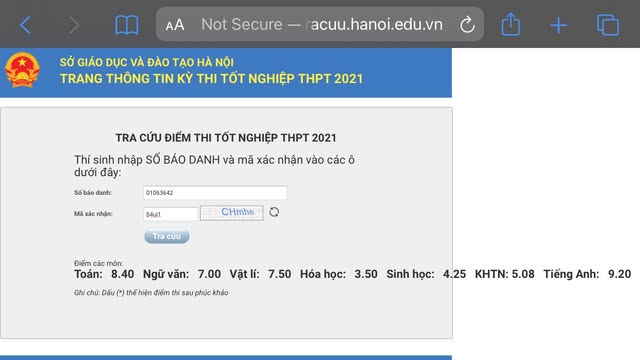 AA Not Secure — racuu.hanoi.edu.vn
SỞ GIÁO DỤC VÀ ĐÀO TẠO HÀ NỘI
TRANG THÔNG TIN KỲ THI TỐT NGHIỆP THPT 2021
TRA CỨU ĐIỂM THI TỐT NGHIỆP THPT 2021
Thí sinh nhập SỐ BÁO DANH và mã xác nhận vào các ô
dưới đây:
Số báo danh: 01063642
Mã xác nhận: S4ui1 CHmhe
Tra cứu
Điểm các môn:
Toán: 8.40 Ngữ văn: 7.00 Vật lí: 7.50 Hóa học: 3.50 Sinh học: 4.25 KHTN: 5.08 Tiếng Anh: 9.20
Ghi chú: Dấu (*) thể hiện điểm thi sau phúc khảo